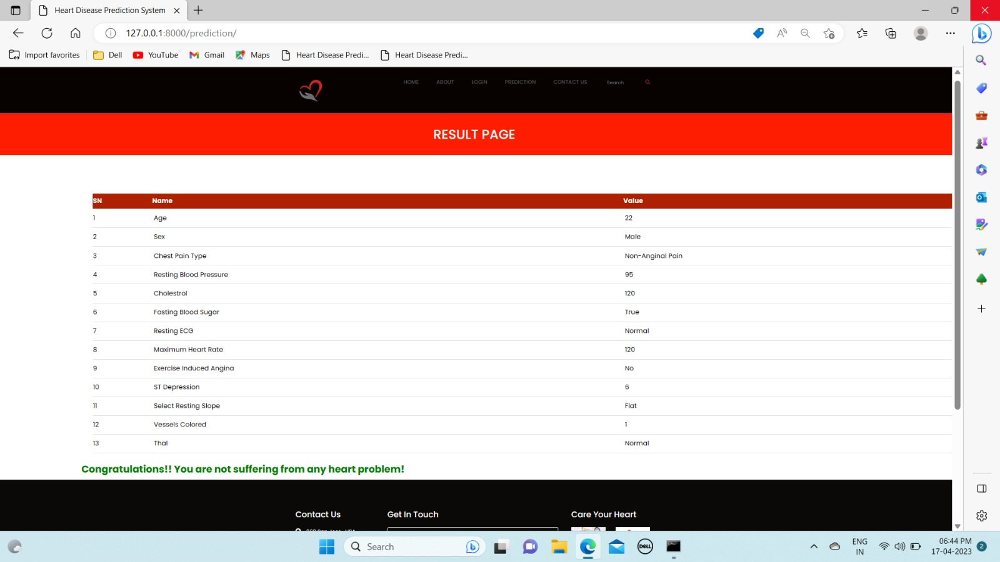 Heart Disease Prediction System
127.0.0.1:8000/prediction/
Import favorites Dell YouTube Gmail Maps Heart Disease Predi... Heart Disease Predi...
HOME ABOUT LOGIN PREDICTION CONTACT US Search
RESULT PAGE
SN Name Value
1 Age 22
2 Sex Male
3 Chest Pain Type Non-Anginal Pain
4 Resting Blood Pressure 95
5 Cholestrol 120
6 Fasting Blood Sugar True
7 Resting ECG Normal
8 Maximum Heart Rate 120
9 Exercise Induced Angina No
10 ST Depression 6
11 Select Resting Slope Flat
12 Vessels Colored 1
13 Thal Normal
Congratulations!! You are not suffering from any heart problem!
Contact Us Get In Touch Care Your Heart
Search DELL ENG IN 06:44 PM 17-04-2023 2